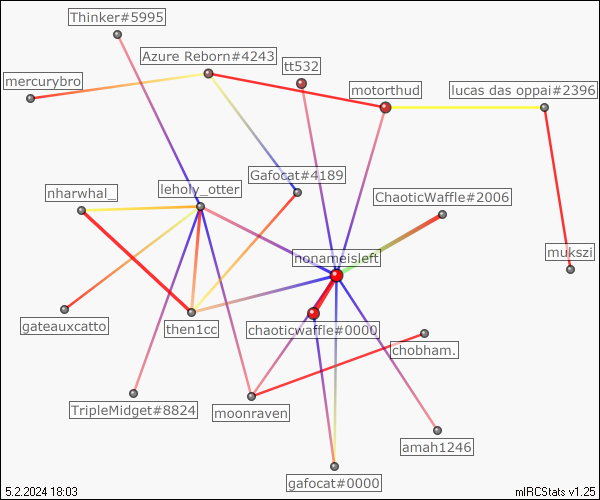 Thinker#5995
Azure Reborn#4243
tt532
mercurybro
motorthud
lucas das oppai#2396
Gafocat#4189
nharwhal_
leholy_otter
ChaoticWaffle#2006
nonameisleft
mukszi
gateauxcatto
then1cc
chaoticwaffle#0000
chobham.
TripleMidget#8824
moonraven
amah1246
gafocat#0000
5.2.2024 18:03
mIRCStats v1.25